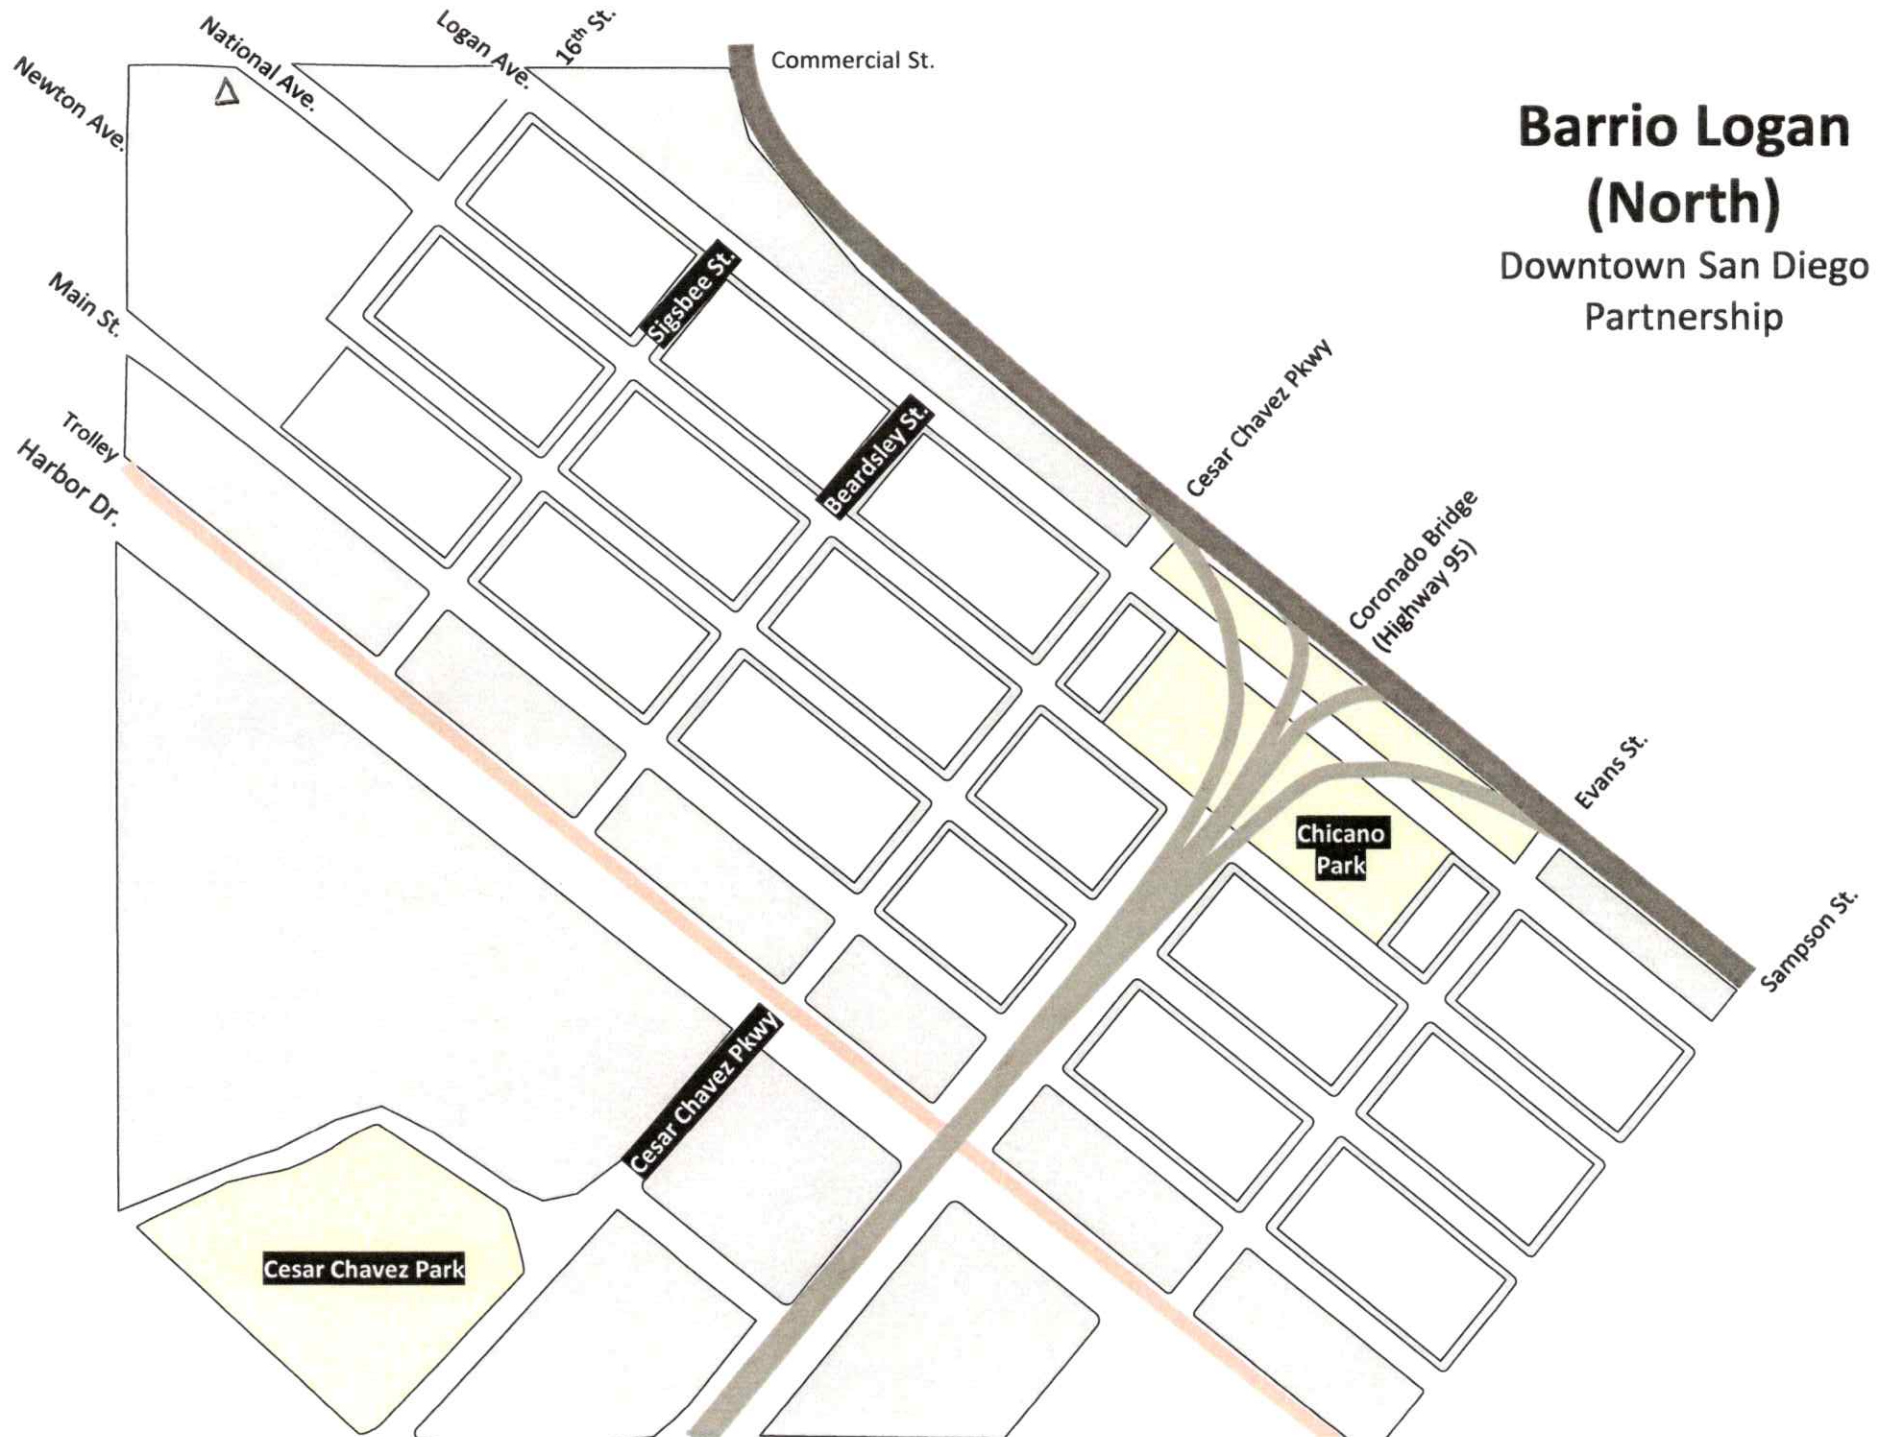 Logan Ave.
16th St.
National Ave.
Newton Ave.
Commercial St.
Barrio Logan
(North)
Downtown San Diego
Partnership
Main St.
Sigsbee St.
Trolley
Harbor Dr.
Beardsley St.
Cesar Chavez Pkwy
Coronado Bridge
(Highway 95)
Evans St.
Chicano
Park
Sampson St.
Cesar Chavez Pkwy
Cesar Chavez Park